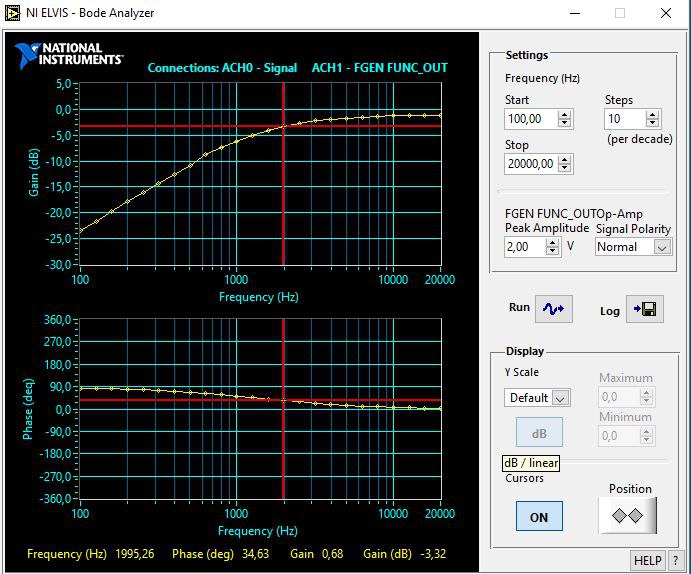 NI ELVIS - Bode Analyzer
NATIONAL
INSTRUMENTS
Connections: ACH0 - Signal ACH1 - FGEN FUNC_OUT
Gain (dB)
5,0
0,0
-5,0
-10,0
-15,0
-20,0
-25,0
-30,0
100 1000 10000 20000
Frequency (Hz)
Phase (deq)
360,0
270,0
180,0
90,0
0,0
-90,0
-180,0
-270,0
-360,0
100 1000 10000 20000
Frequency (Hz)
Frequency (Hz) 1995,26 Phase (deg) 34,63 Gain 0,68 Gain (dB) -3,32
Settings
Frequency (Hz)
Start Steps
100,00 10
Stop (per decade)
20000,00
FGEN FUNC_OUT Op-Amp
Peak Amplitude Signal Polarity
2,00 V Normal
Run Log
Display
Y Scale Maximum
Default 0,0
Minimum
dB 0,0
dB / linear
Cursors Position
ON
HELP ?